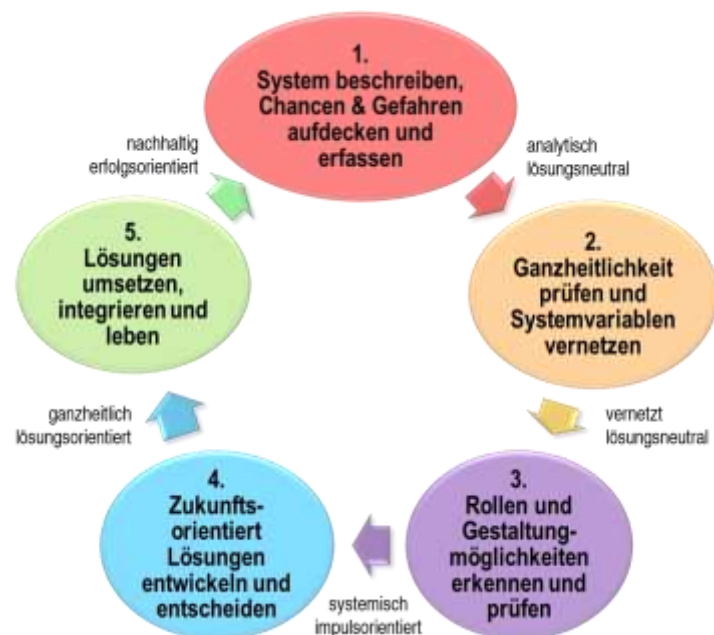 1.
System beschreiben,
Chancen & Gefahren
aufdecken und
erfassen
analytisch
lösungsneutral
2.
Ganzheitlichkeit
prüfen und
Systemvariablen
vernetzen
vernetzt
lösungsneutral
3.
Rollen und
Gestaltung-
möglichkeiten
erkennen und
prüfen
systemisch
impulsorientiert
4.
Zukunfts-
orientiert
Lösungen
entwickeln und
entscheiden
ganzheitlich
lösungsorientiert
5.
Lösungen
umsetzen,
integrieren und
leben
nachhaltig
erfolgsorientiert